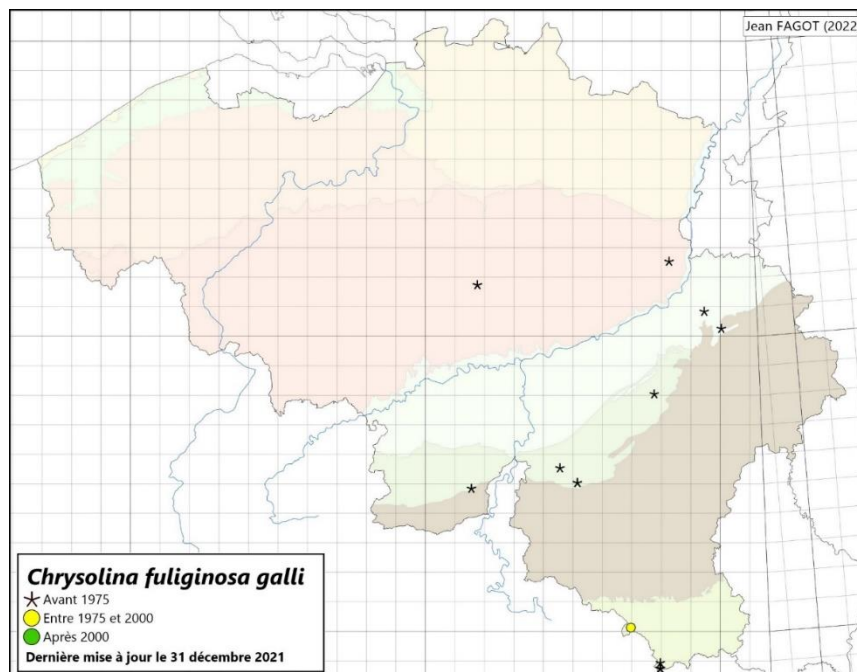 Jean FAGOT (2022
Chrysolina fuliginosa galli
Avant 1975
Entre 1975 et 2000
Après 2000
Dernière mise à jour le 31 décembre 2021